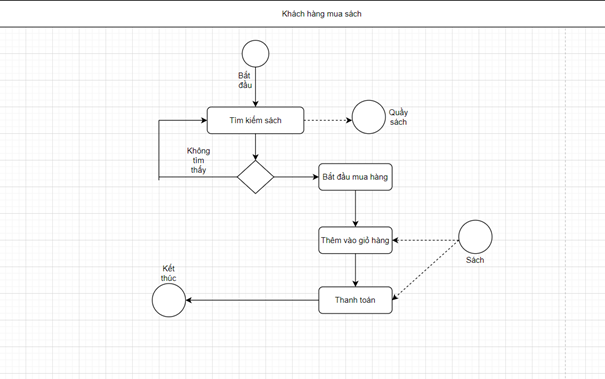 Khách hàng mua sách
Bắt
đầu
Tìm kiếm sách
Quầy
sách
Không
tìm
thấy
Bắt đầu mua hàng
Thêm vào giỏ hàng
Sách
Kết
thúc
Thanh toán